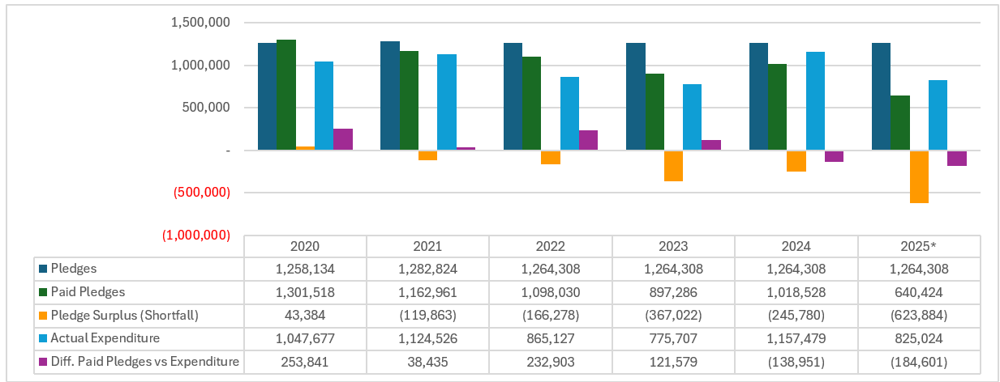 1,500,000
1,000,000
500,000
-
(500,000)
(1,000,000)
2020 2021 2022 2023 2024 2025*
Pledges 1,258,134 1,282,824 1,264,308 1,264,308 1,264,308 1,264,308
Paid Pledges 1,301,518 1,162,961 1,098,030 897,286 1,018,528 640,424
Pledge Surplus (Shortfall) 43,384 (119,863) (166,278) (367,022) (245,780) (623,884)
Actual Expenditure 1,047,677 1,124,526 865,127 775,707 1,157,479 825,024
Diff. Paid Pledges vs Expenditure 253,841 38,435 232,903 121,579 (138,951) (184,601)